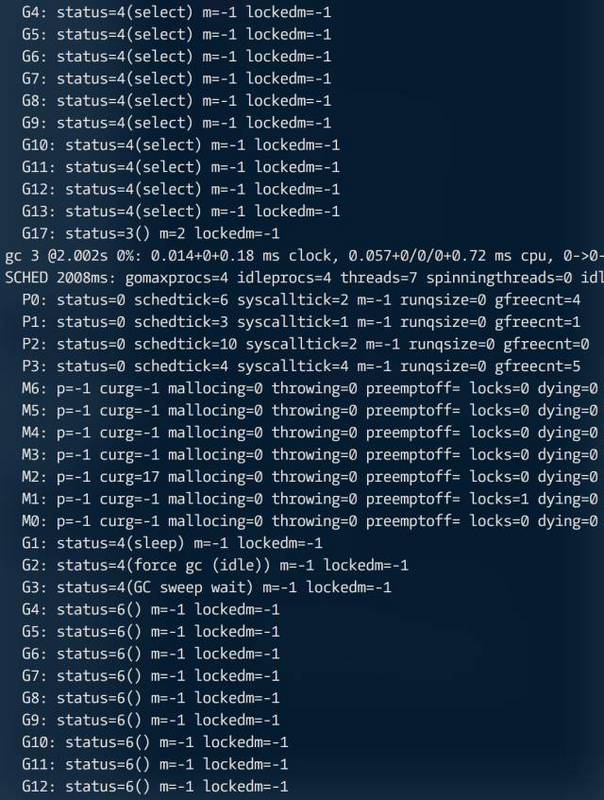 G4: status=4(select) m=-1 lockedm=-1
G5: status=4(select) m=-1 lockedm=-1
G6: status=4(select) m=-1 lockedm=-1
G7: status=4(select) m=-1 lockedm=-1
G8: status=4(select) m=-1 lockedm=-1
G9: status=4(select) m=-1 lockedm=-1
G10: status=4(select) m=-1 lockedm=-1
G11: status=4(select) m=-1 lockedm=-1
G12: status=4(select) m=-1 lockedm=-1
G13: status=4(select) m=-1 lockedm=-1
G17: status=3() m=2 lockedm=-1
gc 3 @2.002s 0%: 0.014+0+0.18 ms clock, 0.057+0/0/0+0.72 ms cpu, 0->0-
SCHED 2008ms: gomaxprocs=4 idleprocs=4 threads=7 spinningthreads=0 idl
P0: status=0 schedtick=6 syscalltick=2 m=-1 runqsize=0 gfreecnt=4
P1: status=0 schedtick=3 syscalltick=1 m=-1 runqsize=0 gfreecnt=1
P2: status=0 schedtick=10 syscalltick=2 m=-1 runqsize=0 gfreecnt=0
P3: status=0 schedtick=4 syscalltick=4 m=-1 runqsize=0 gfreecnt=5
M6: p=-1 curg=-1 mallocing=0 throwing=0 preemptoff= locks=0 dying=0
M5: p=-1 curg=-1 mallocing=0 throwing=0 preemptoff= locks=0 dying=0
M4: p=-1 curg=-1 mallocing=0 throwing=0 preemptoff= locks=0 dying=0
M3: p=-1 curg=-1 mallocing=0 throwing=0 preemptoff= locks=0 dying=0
M2: p=-1 curg=17 mallocing=0 throwing=0 preemptoff= locks=0 dying=0
M1: p=-1 curg=-1 mallocing=0 throwing=0 preemptoff= locks=1 dying=0
M0: p=-1 curg=-1 mallocing=0 throwing=0 preemptoff= locks=0 dying=0
G1: status=4(sleep) m=-1 lockedm=-1
G2: status=4(force gc (idle)) m=-1 lockedm=-1
G3: status=4(GC sweep wait) m=-1 lockedm=-1
G4: status=6() m=-1 lockedm=-1
G5: status=6() m=-1 lockedm=-1
G6: status=6() m=-1 lockedm=-1
G7: status=6() m=-1 lockedm=-1
G8: status=6() m=-1 lockedm=-1
G9: status=6() m=-1 lockedm=-1
G10: status=6() m=-1 lockedm=-1
G11: status=6() m=-1 lockedm=-1
G12: status=6() m=-1 lockedm=-1